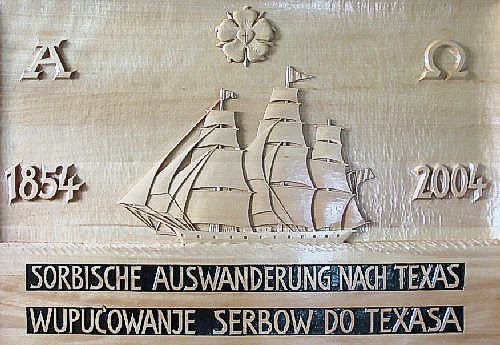 A Ω
1854 2004
SORBISCHE AUSWANDERUNG NACH TEXAS
WUPUĆOWANJE SERBOW DO TEXASA